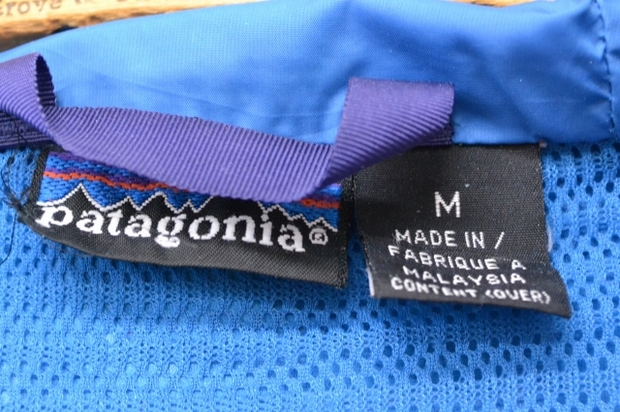 patagonia®
M
MADE IN /
FABRIQUE A
MALAYSIA
CONTENT (OVER)